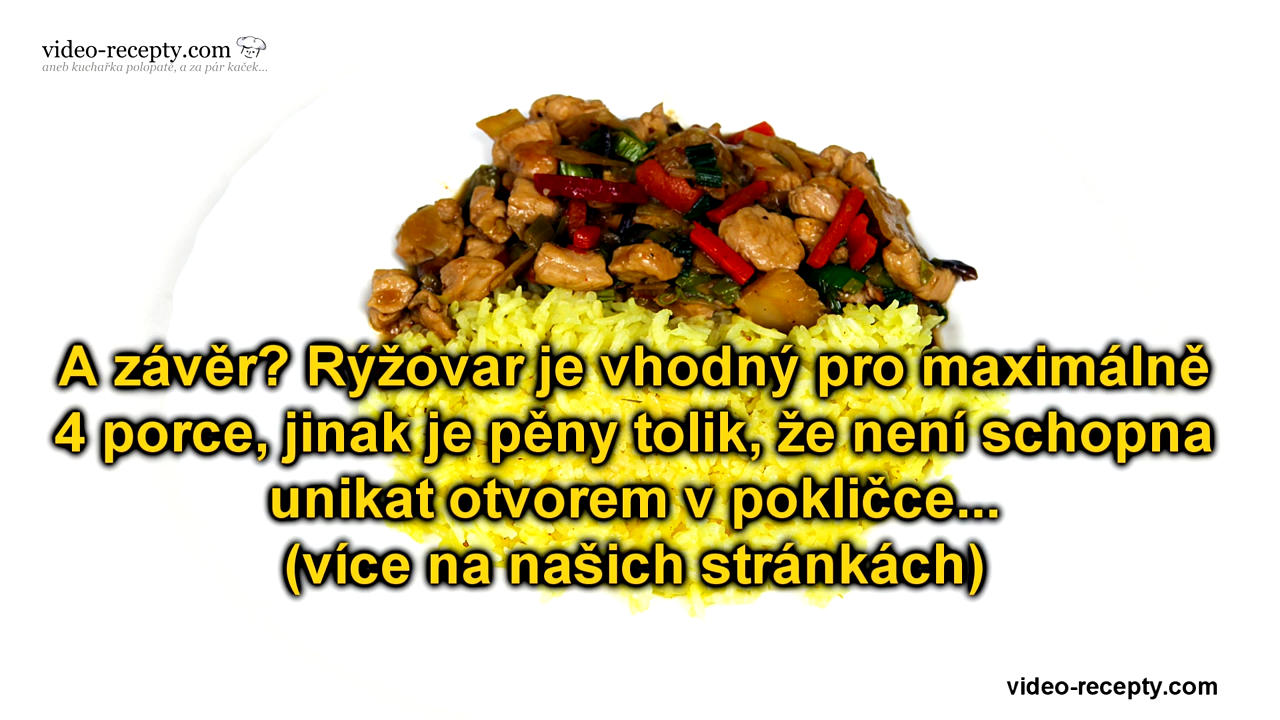 video-recepty.com
aneb kuchařka polopatě, a za pár kaček...
A závěr? Rýžovar je vhodný pro maximálně
4 porce, jinak je pěny tolik, že není schopna
unikat otvorem v pokličce...
(více na našich stránkách)
video-recepty.com